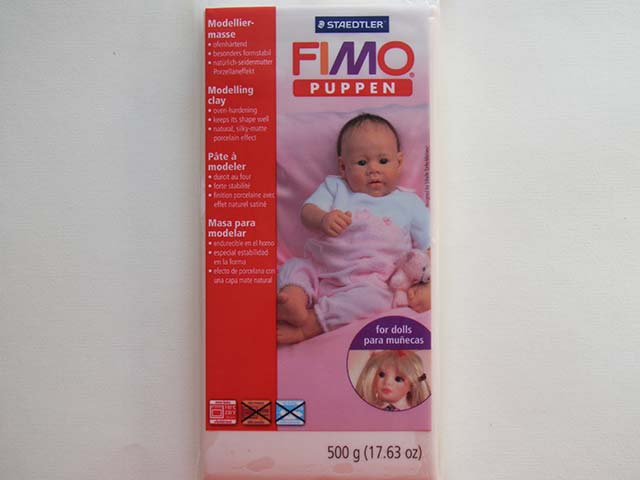 STAEDTLER
FIMO®
PUPPEN
Modellier-
masse
• ofenhärtend
• besonders formstabil
• natürlich-seidenmatter
Porzellaneffekt
Modelling
clay
• oven-hardening
• keeps its shape well
• natural, silky-matte
porcelain effect
Pâte à
modeler
• durcit au four
• forte stabilité
• finition porcelaine avec
effet naturel satiné
Masa para
modelar
• endurecible en el horno
• especial estabilidad
en la forma
• efecto de porcelana con
una capa mate natural
for dolls
para muñecas
500 g (17.63 oz)